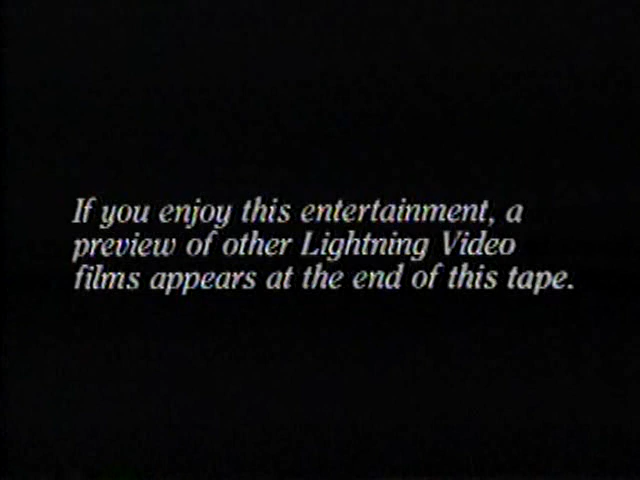 If you enjoy this entertainment, a
preview of other Lightning Video
films appears at the end of this tape.